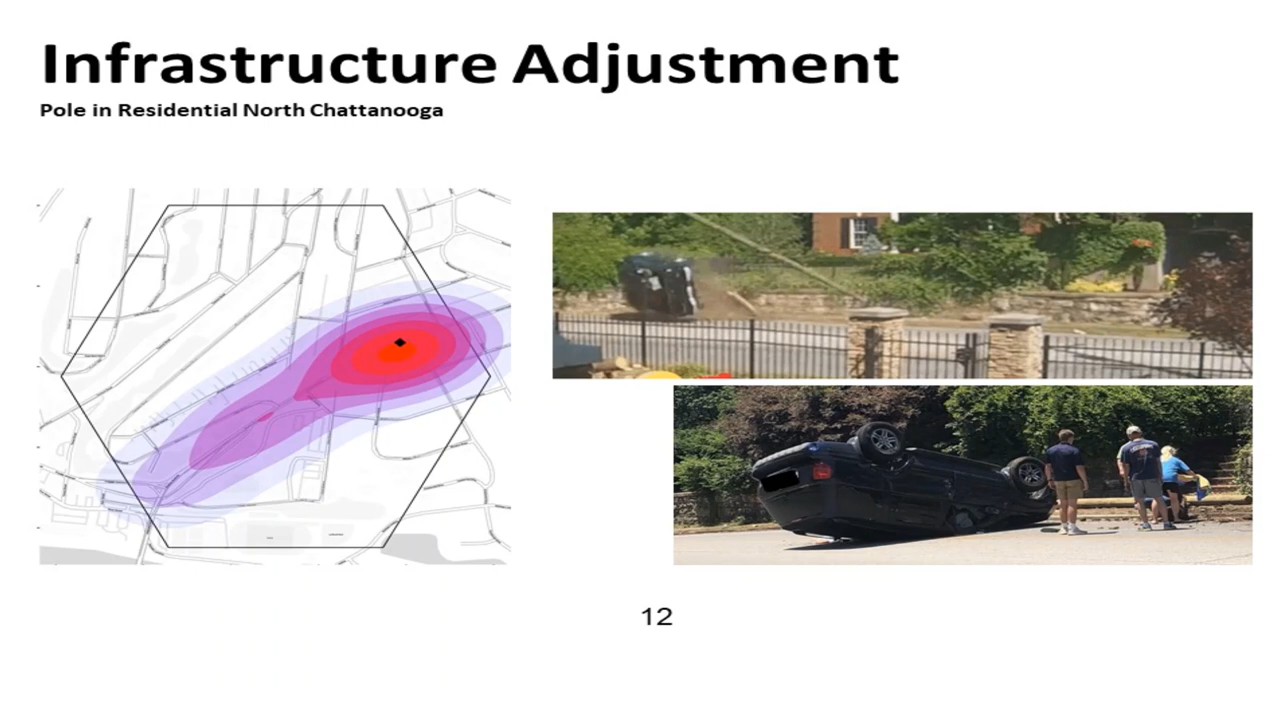 Infrastructure Adjustment
Pole in Residential North Chattanooga
12